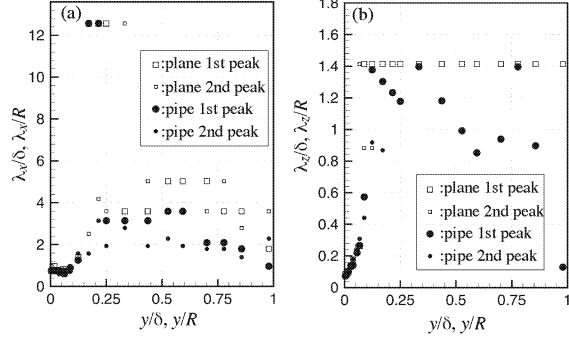 (a)
12
10
8
6
4
2
0
λx/δ, λx/R
□:plane 1st peak
▫:plane 2nd peak
●:pipe 1st peak
•:pipe 2nd peak
0 0.25 0.5 0.75 1
y/δ, y/R
(b)
2
1.8
1.6
1.4
1.2
1
0.8
0.6
0.4
0.2
0
λz/δ, λz/R
□:plane 1st peak
▫:plane 2nd peak
●:pipe 1st peak
•:pipe 2nd peak
0 0.25 0.5 0.75 1
y/δ, y/R